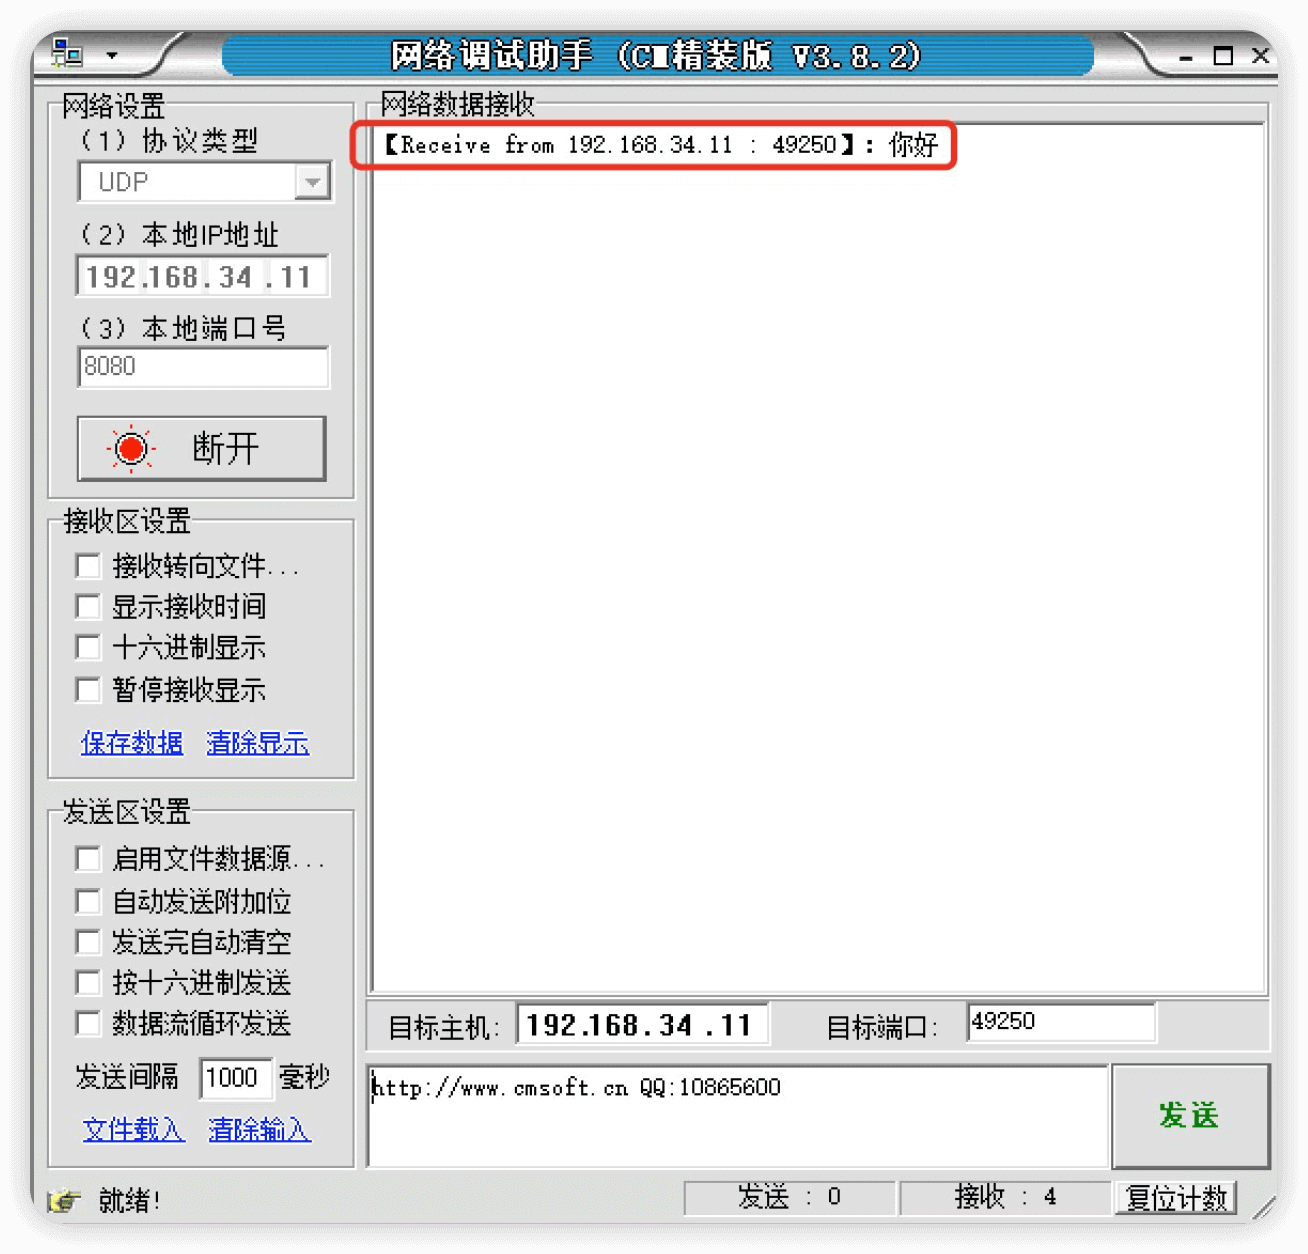 网络调试助手 (CM精装版 V3.8.2)
网络设置
(1) 协议类型
UDP
(2) 本地IP地址
192.168.34.11
(3) 本地端口号
8080
断开
接收区设置
接收转向文件...
显示接收时间
十六进制显示
暂停接收显示
保存数据 清除显示
发送区设置
启用文件数据源...
自动发送附加位
发送完自动清空
按十六进制发送
数据流循环发送
发送间隔 1000 毫秒
文件载入 清除输入
网络数据接收
【Receive from 192.168.34.11 : 49250】: 你好
目标主机: 192.168.34.11 目标端口: 49250
http://www.cmsoft.cn QQ:10865600
发送
就绪! 发送 : 0 接收 : 4 复位计数